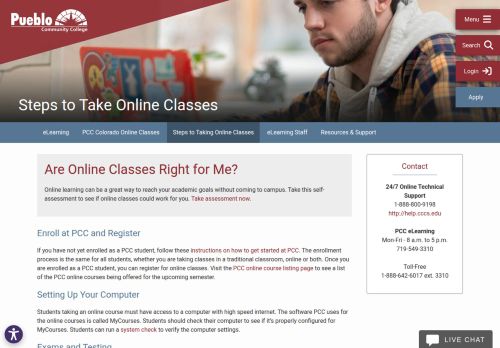 Pueblo
Community College
Menu
Search
Login
Apply
Steps to Take Online Classes
eLearning
PCC Colorado Online Classes
Steps to Taking Online Classes
eLearning Staff
Resources & Support
Are Online Classes Right for Me?
Online learning can be a great way to reach your academic goals without coming to campus. Take this self-
assessment to see if online classes could work for you. Take assessment now.
Enroll at PCC and Register
If you have not yet enrolled as a PCC student, follow these instructions on how to get started at PCC. The enrollment
process is the same for all students, whether you are taking classes in a traditional classroom, online or both. Once you
are enrolled as a PCC student, you can register for online classes. Visit the PCC online course listing page to see a list
of the PCC online courses being offered for the upcoming semester.
Setting Up Your Computer
Students taking an online course must have access to a computer with high speed internet. The software PCC uses for
the online courses is called MyCourses. Students should check their computer to see if it's properly configured for
MyCourses. Students can run a system check to verify the computer settings.
Exams and Testing
Contact
24/7 Online Technical
Support
1-888-800-9198
http://help.cccs.edu
PCC eLearning
Mon-Fri - 8 a.m. to 5 p.m.
719-549-3310
Toll-Free
1-888-642-6017 ext. 3310
LIVE CHAT